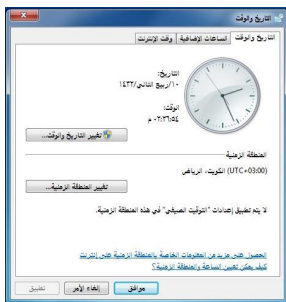 التاريخ والوقت
التاريخ والوقت
الساعات الإضافية
وقت الإنترنت
التاريخ:
١٠/ربيع الثاني/١٤٣٢
الوقت:
٠٢:٣٦:٥٤ م
تغيير التاريخ والوقت...
المنطقة الزمنية
(UTC+03:00) الكويت، الرياض
تغيير المنطقة الزمنية...
لا يتم تطبيق إعدادات "التوقيت الصيفي" في هذه المنطقة الزمنية.
الحصول على مزيد من المعلومات الخاصة بالمنطقة الزمنية على إنترنت
كيف يمكن تعيين الساعة والمنطقة الزمنية؟
موافق
إلغاء الأمر
تطبيق